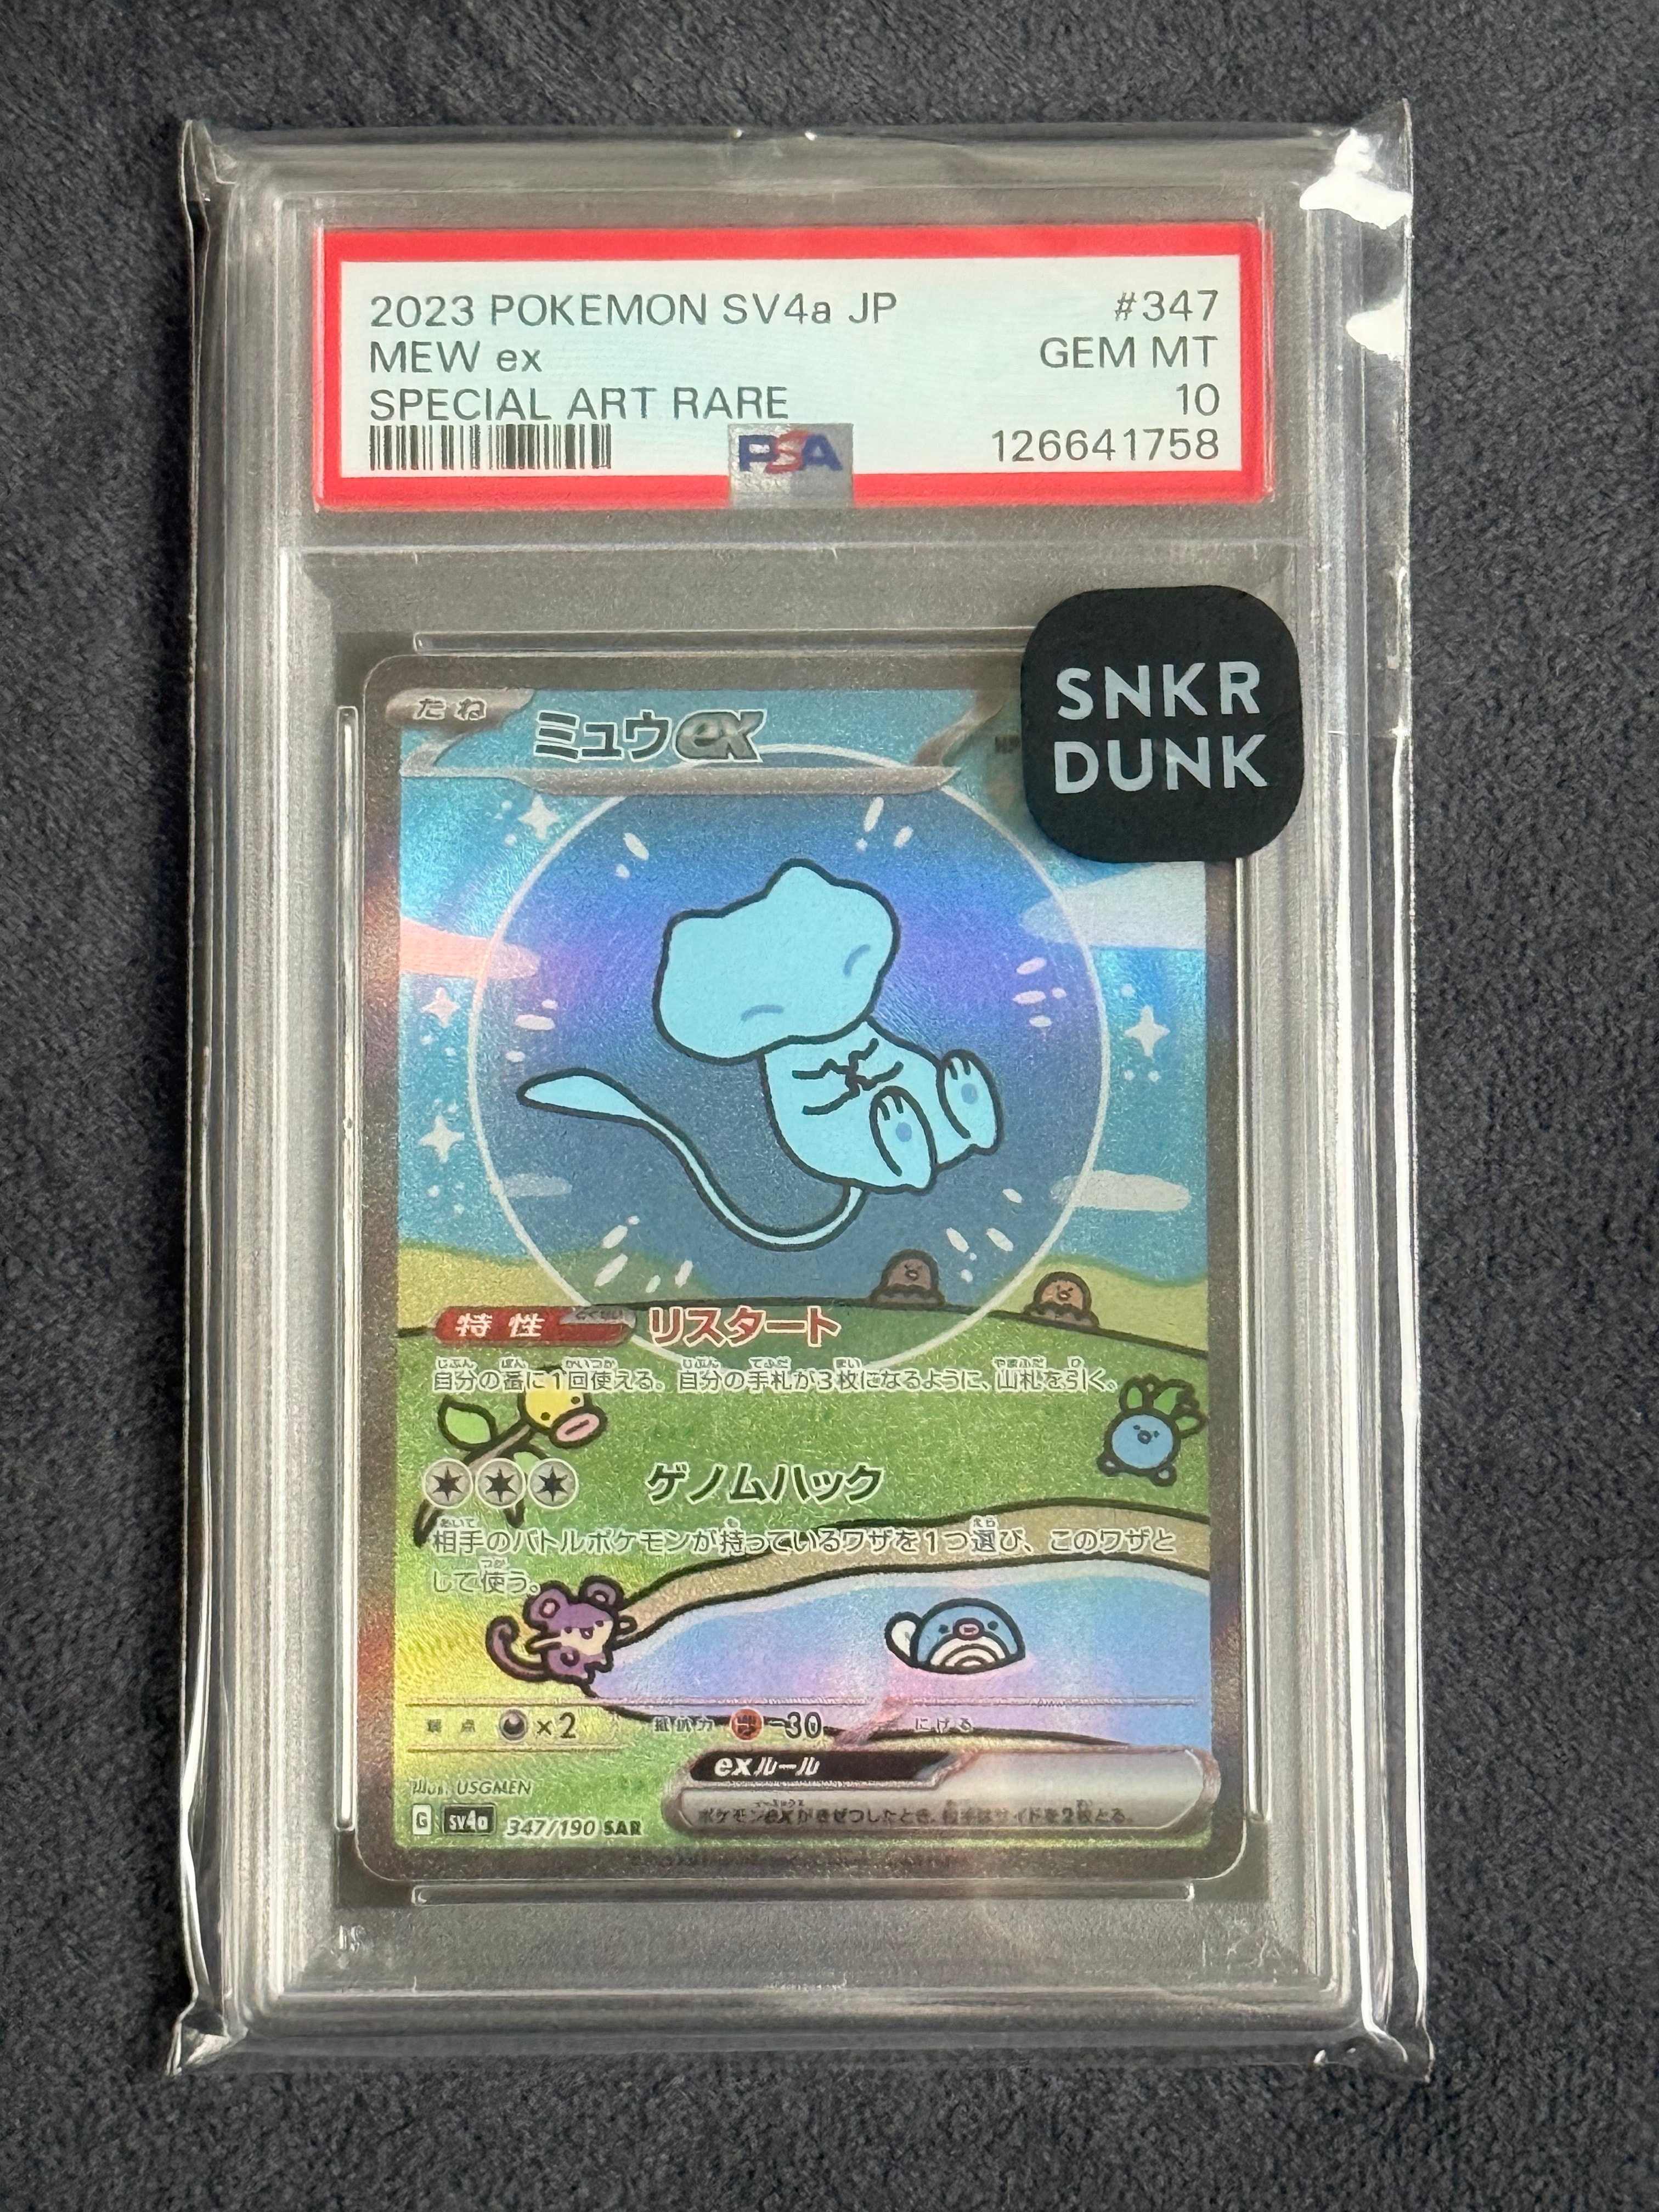 2023 POKEMON SV4a JP #347
MEW ex GEM MT
SPECIAL ART RARE 10
PSA 126641758
SNKR
DUNK
たね ミュウex
特性 リスタート
自分の番に1回使える。自分の手札が3枚になるように、山札を引く。
ゲノムハック
相手のバトルポケモンが持っているワザを1つ選び、このワザと
して使う。
弱点 ×2 抵抗力 -30 にげる
exルール
ポケモンexがきぜつしたとき、相手はサイドを2枚とる。
Illus. USGMEN
G sv4a 347/190 SAR